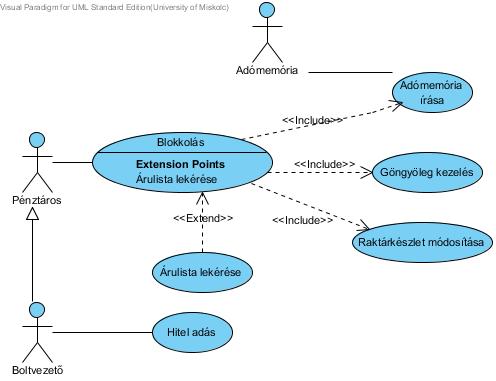 Visual Paradigm for UML Standard Edition(University of Miskolc)
Adómemória
Adómemória
írása
<<Include>>
Blokkolás
Extension Points
Árulista lekérése
<<Include>>
Göngyöleg kezelés
Pénztáros
<<Extend>>
<<Include>>
Raktárkészlet módosítása
Árulista lekérése
Hitel adás
Boltvezető